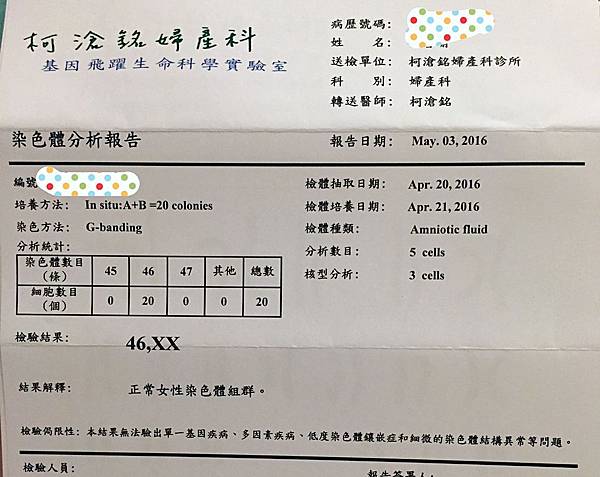 柯滄銘婦產科
基因飛躍生命科學實驗室
病歷號碼:
姓 名:
送檢單位: 柯滄銘婦產科診所
科 別: 婦產科
轉送醫師: 柯滄銘
染色體分析報告
報告日期: May. 03, 2016
編號
檢體抽取日期: Apr. 20, 2016
培養方法: In situ:A+B =20 colonies
檢體培養日期: Apr. 21, 2016
染色方法: G-banding
檢體種類: Amniotic fluid
分析統計:
分析數目: 5 cells
核型分析: 3 cells
染色體數目(條) 45 46 47 其他 總數
細胞數目(個) 0 20 0 0 20
檢驗結果: 46,XX
結果解釋: 正常女性染色體組群。
檢驗侷限性: 本結果無法驗出單一基因疾病、多因素疾病、低度染色體鑲嵌症和細微的染色體結構異常等問題。
檢驗人員:
報告簽署人: